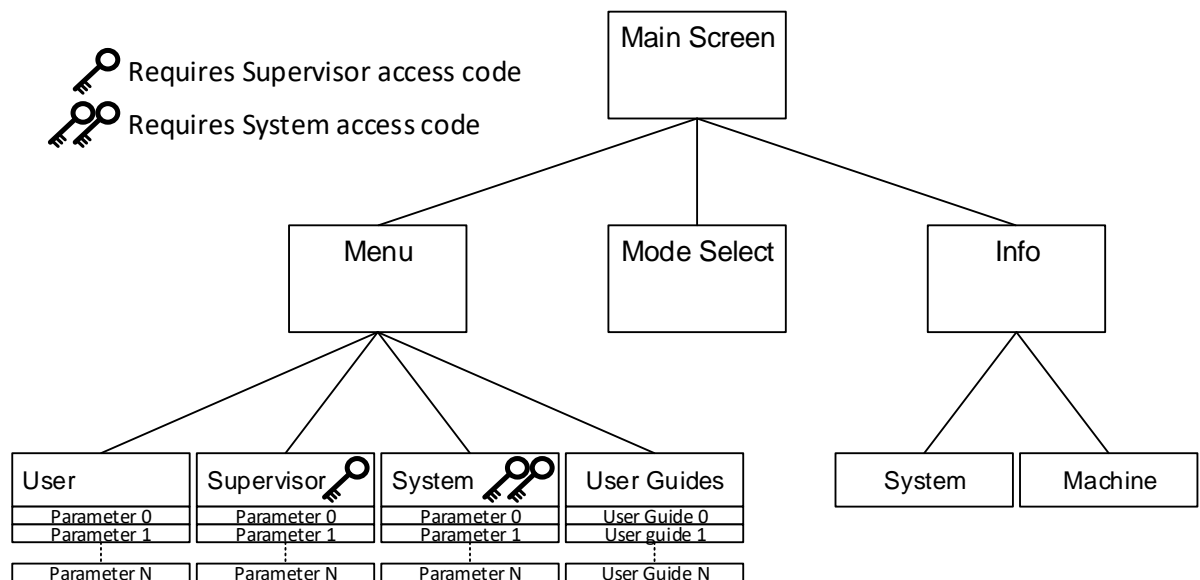 Main Screen
Requires Supervisor access code
Requires System access code
Menu
Mode Select
Info
User
Supervisor
System
User Guides
System
Machine
Parameter 0
Parameter 0
Parameter 0
User Guide 0
Parameter 1
Parameter 1
Parameter 1
User guide 1
Parameter N
Parameter N
Parameter N
User Guide N